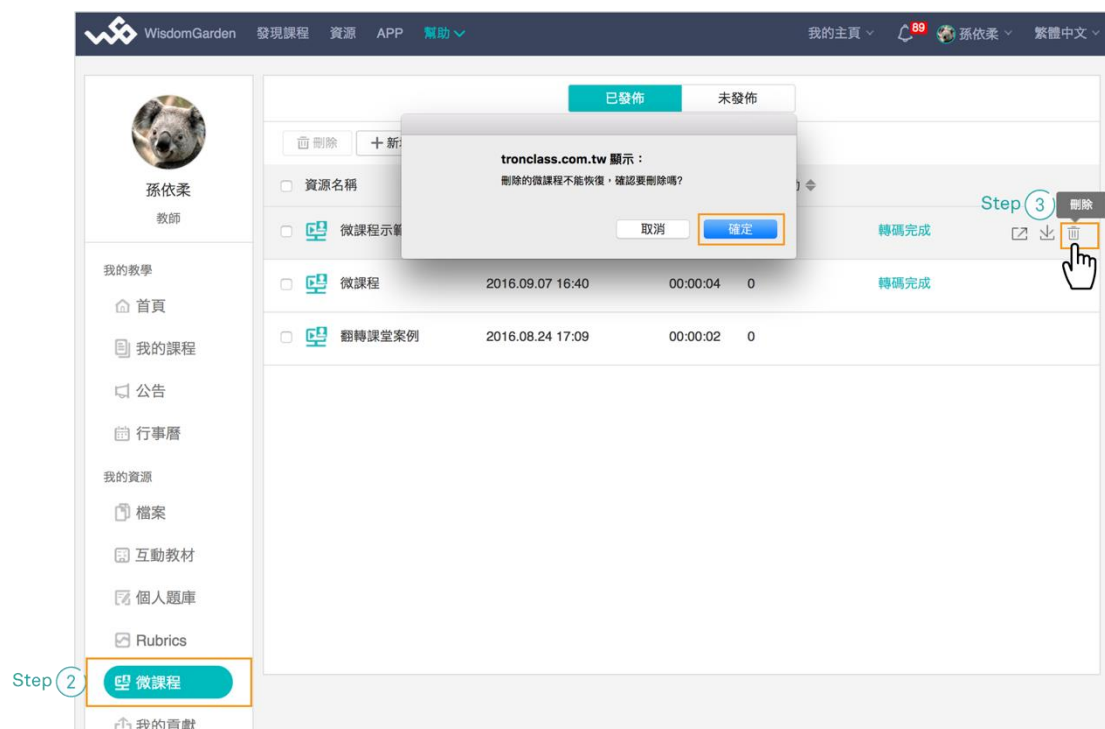 WisdomGarden 發現課程 資源 APP 幫助 我的主頁 89 孫依柔 繁體中文
已發佈 未發佈
刪除 +
tronclass.com.tw 顯示：
刪除的微課程不能恢復，確認要刪除嗎?
取消 確定
資源名稱
Step 3 刪除
微課程示範 轉碼完成
微課程 2016.09.07 16:40 00:00:04 0 轉碼完成
翻轉課堂案例 2016.08.24 17:09 00:00:02 0
孫依柔
教師
我的教學
首頁
我的課程
公告
行事曆
我的資源
檔案
互動教材
個人題庫
Rubrics
Step 2 微課程
我的貢獻